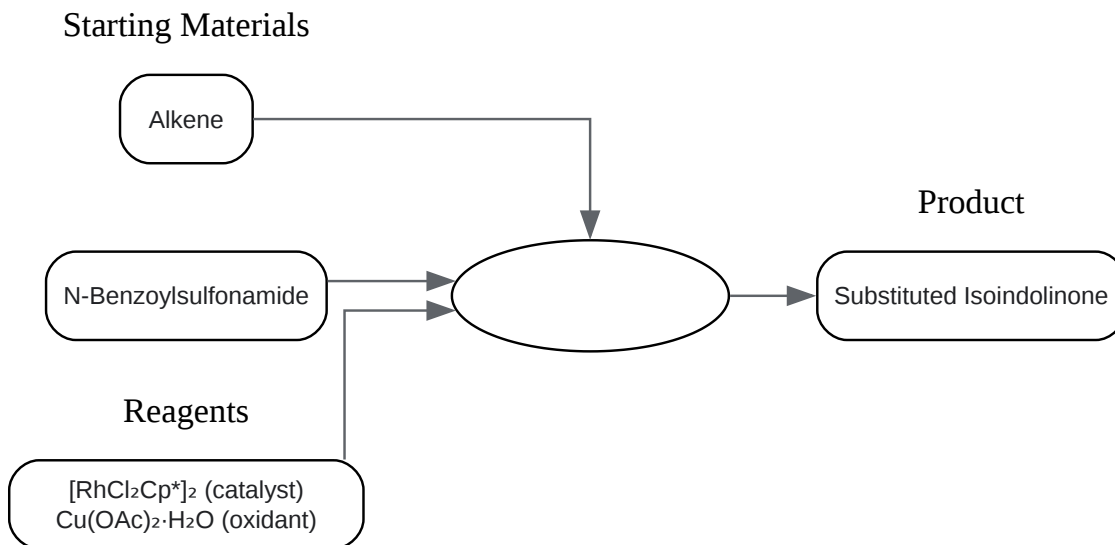 Starting Materials
Alkene
Product
N-Benzoylsulfonamide
Substituted Isoindolinone
Reagents
[RhCl₂Cp*]₂ (catalyst)
Cu(OAc)₂·H₂O (oxidant)